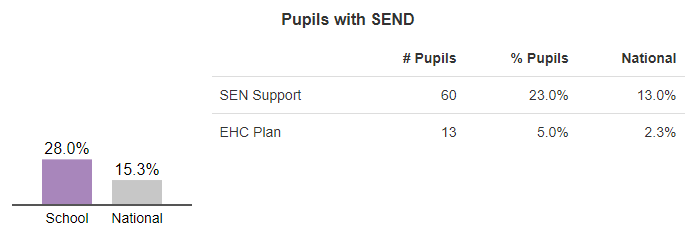 Pupils with SEND
# Pupils % Pupils National
SEN Support 60 23.0% 13.0%
EHC Plan 13 5.0% 2.3%
28.0%
15.3%
School National